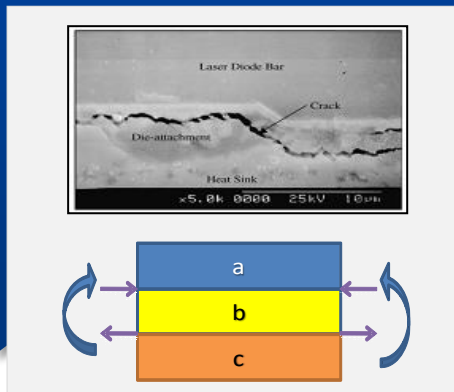 Laser Diode Bar
Crack
Die-attachment
Heat Sink
×5.0k 0000 25kV 10μm
a
b
c